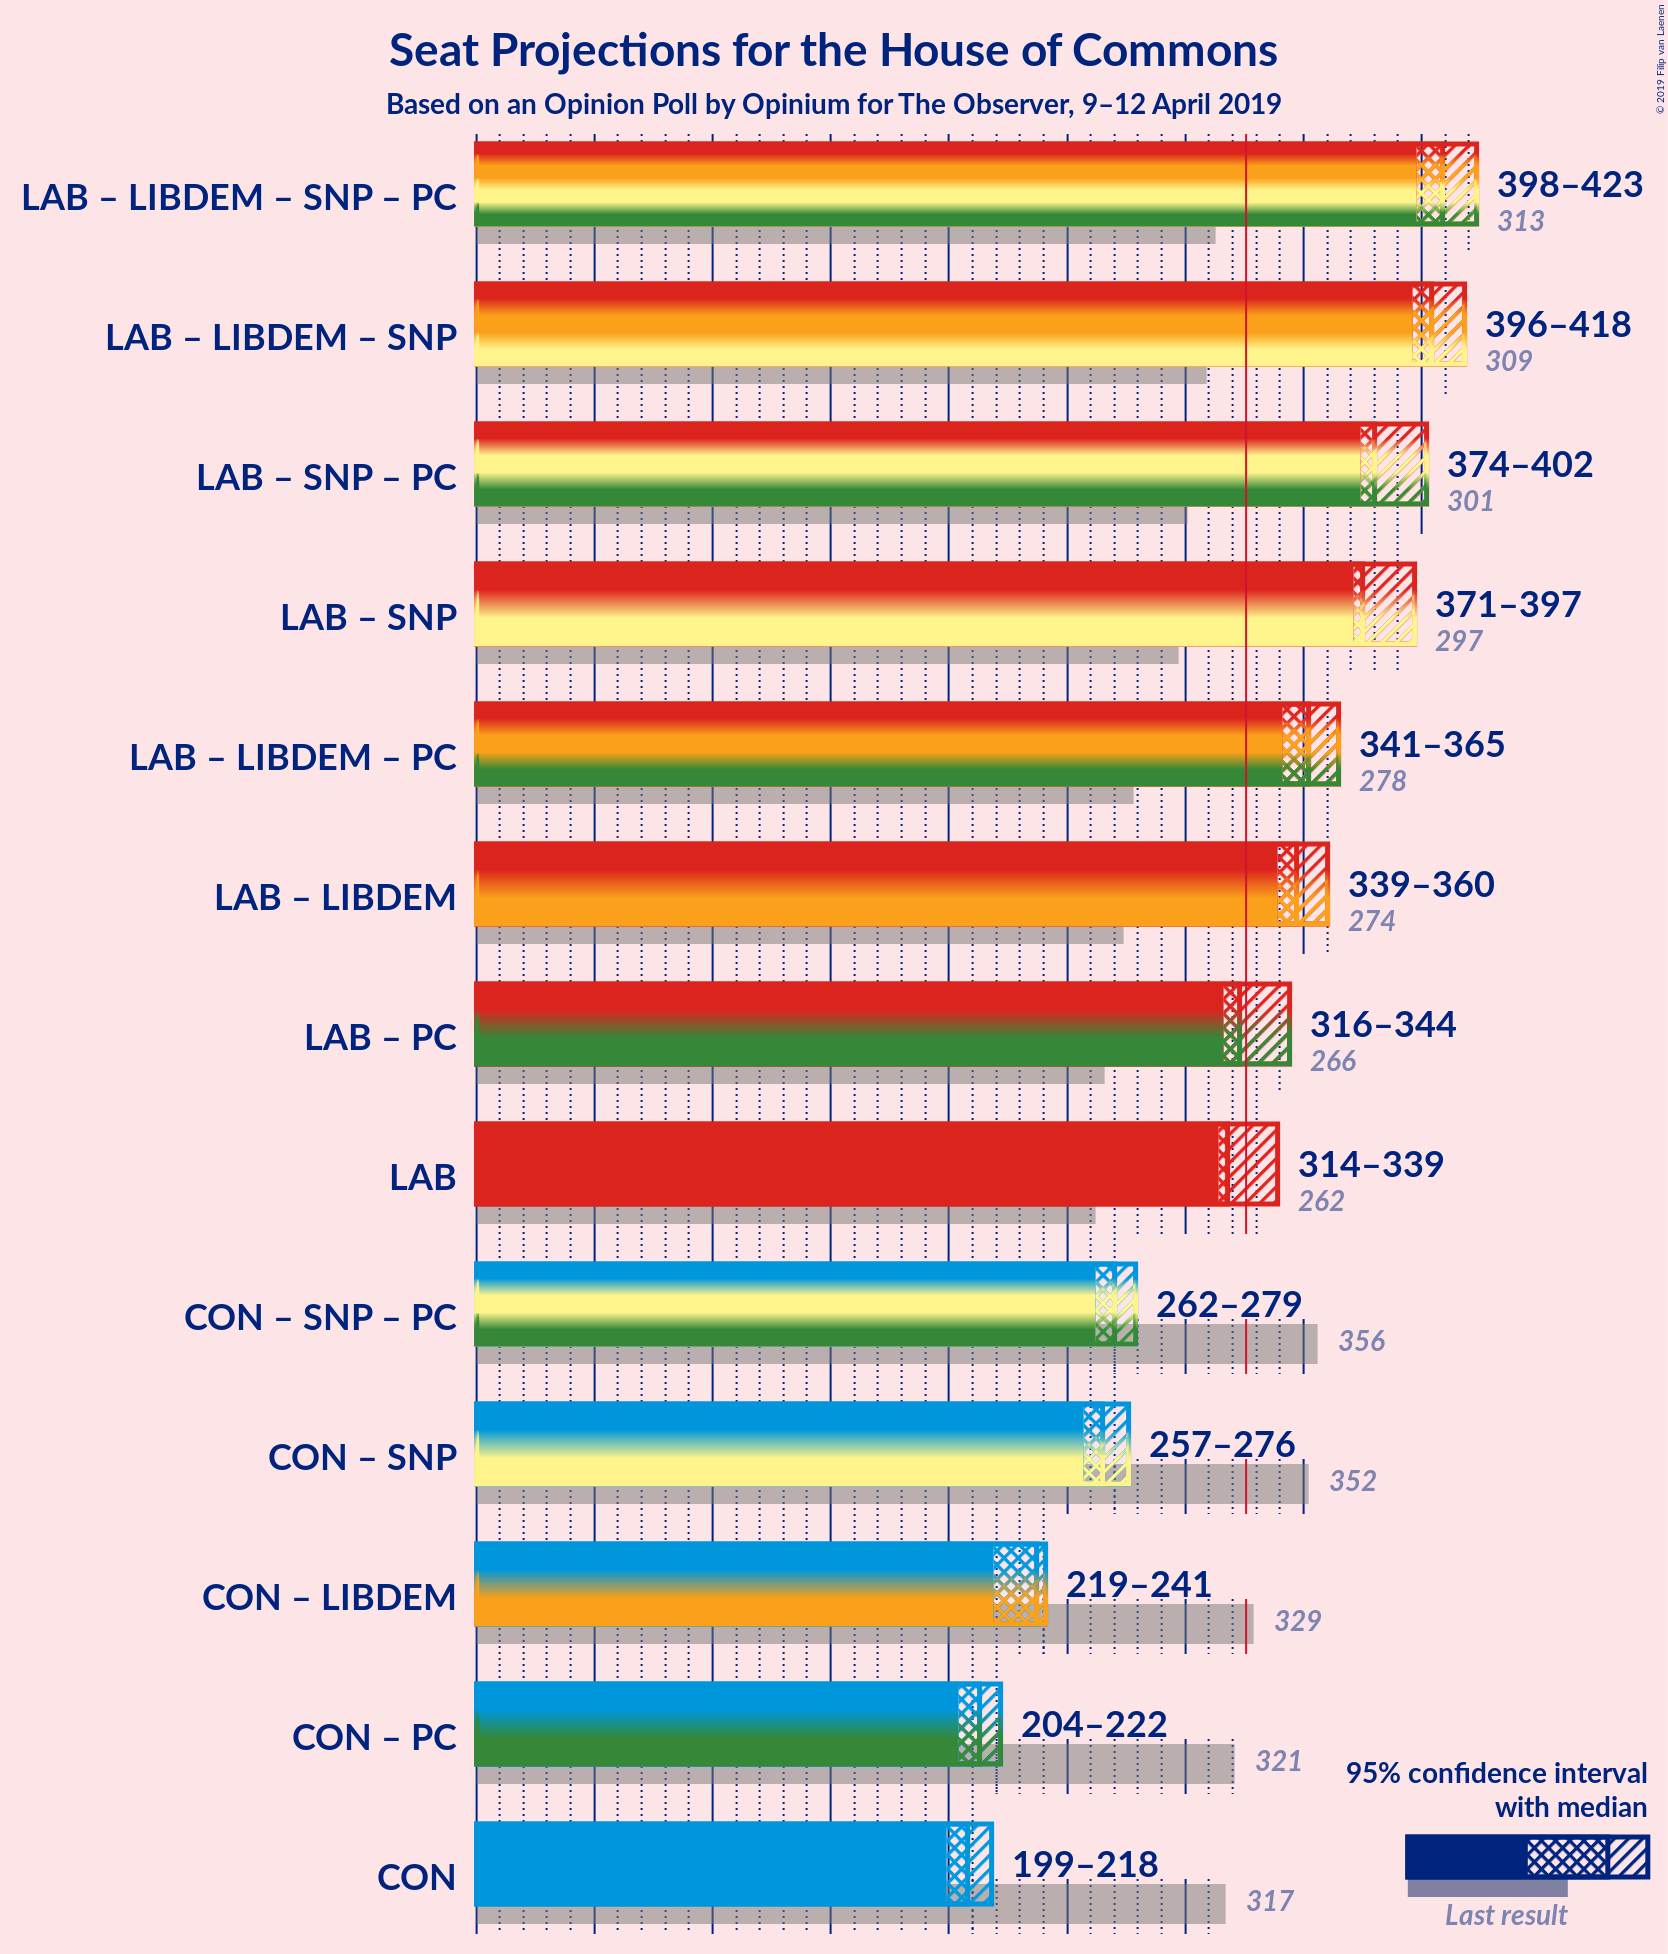 Seat Projections for the House of Commons
Based on an Opinion Poll by Opinium for The Observer, 9–12 April 2019
© 2019 Filip van Laenen
LAB – LIBDEM – SNP – PC
398–423
313
LAB – LIBDEM – SNP
396–418
309
LAB – SNP – PC
374–402
301
LAB – SNP
371–397
297
LAB – LIBDEM – PC
341–365
278
LAB – LIBDEM
339–360
274
LAB – PC
316–344
266
LAB
314–339
262
CON – SNP – PC
262–279
356
CON – SNP
257–276
352
CON – LIBDEM
219–241
329
CON – PC
204–222
321
CON
199–218
317
95% confidence interval
with median
Last result